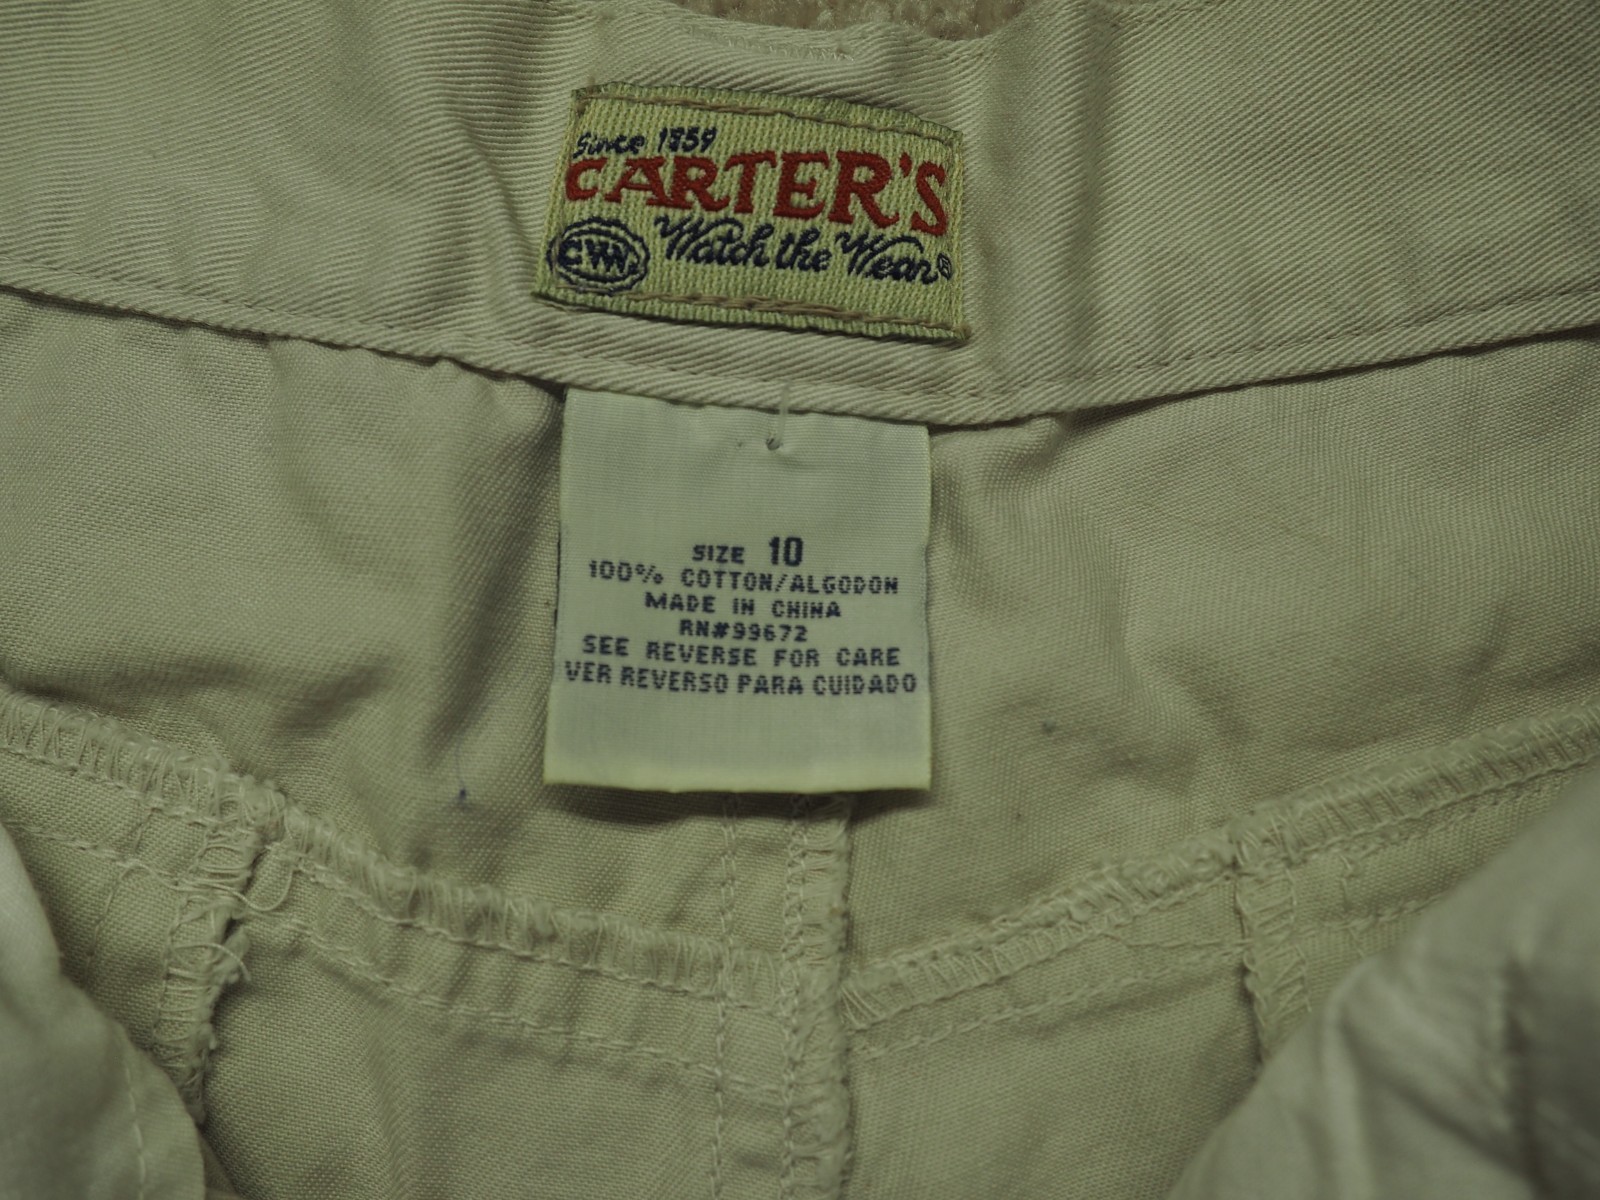 Since 1859
CARTER'S
CWW
Watch the Wear®
SIZE 10
100% COTTON/ALGODON
MADE IN CHINA
RN#99672
SEE REVERSE FOR CARE
VER REVERSO PARA CUIDADO